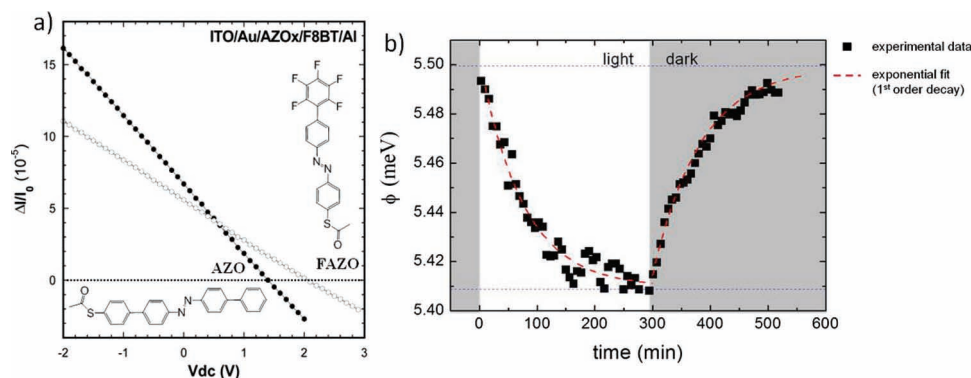 a)
ITO/Au/AZOx/F8BT/Al
ΔI/I₀ (10⁻⁵)
15
10
5
0
-5
F
F F
F F
N
N
S
O
AZO FAZO
O
S
N
N
-2 -1 0 1 2 3
Vdc (V)
b)
light dark
ϕ (meV)
5.50
5.48
5.46
5.44
5.42
5.40
0 100 200 300 400 500 600
time (min)
experimental data
exponential fit
(1st order decay)